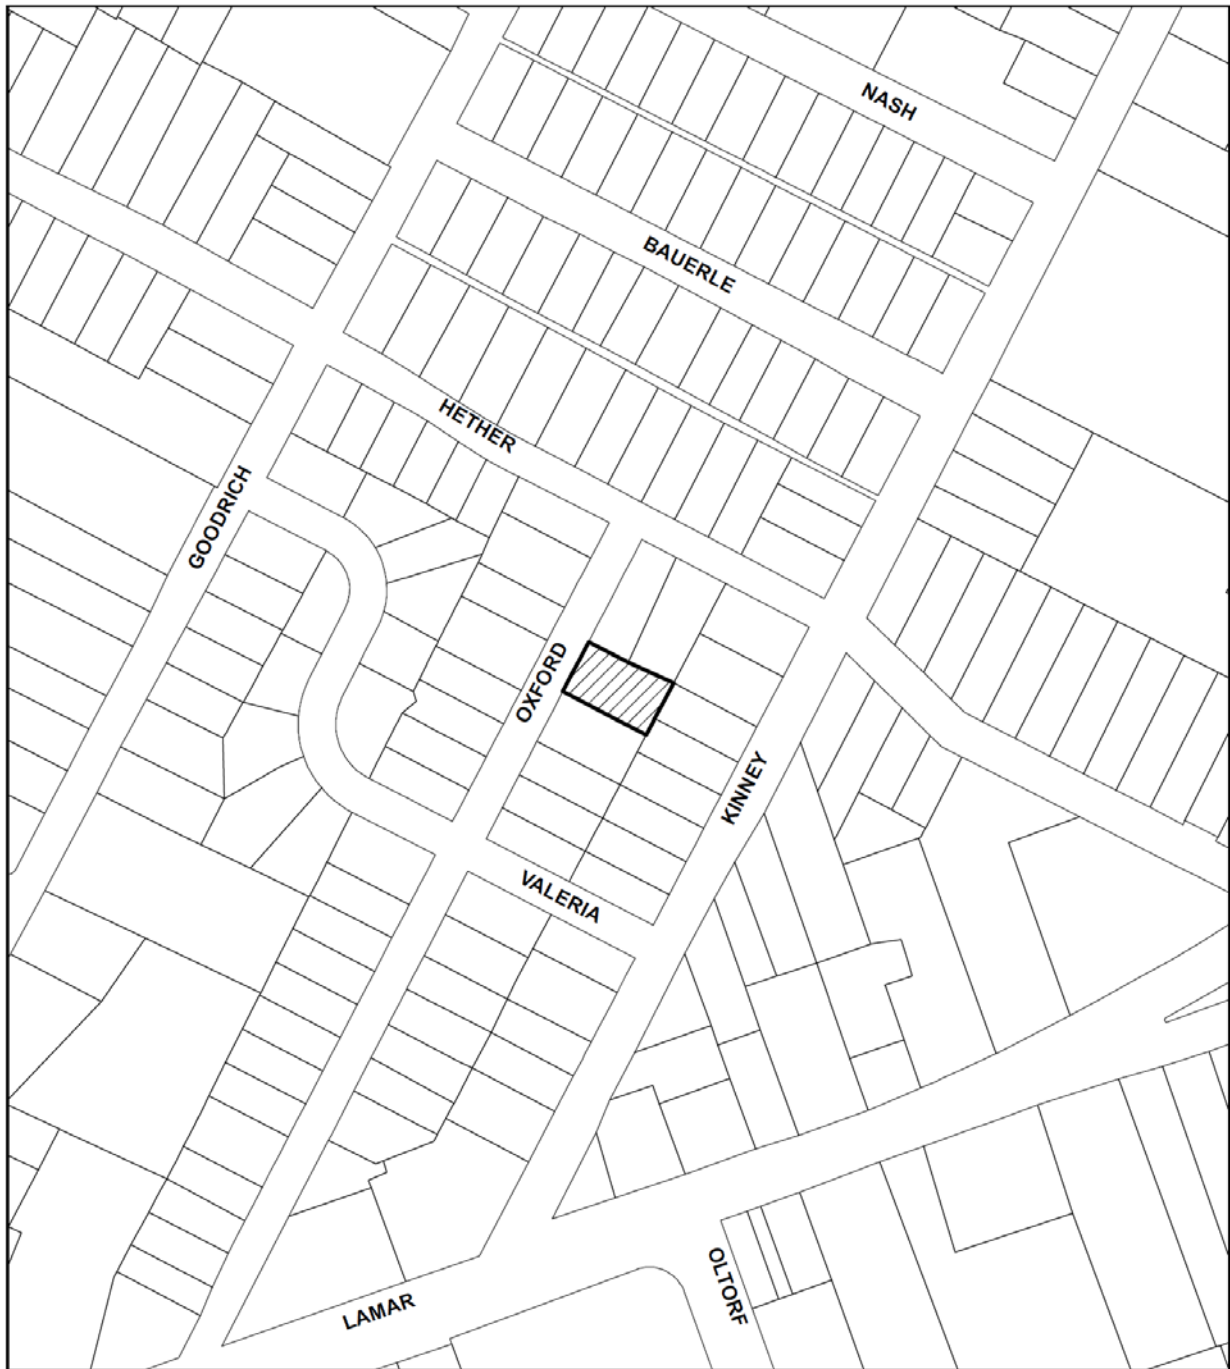 NASH
BAUERLE
HETHER
GOODRICH
OXFORD
KINNEY
VALERIA
OLTORF
LAMAR